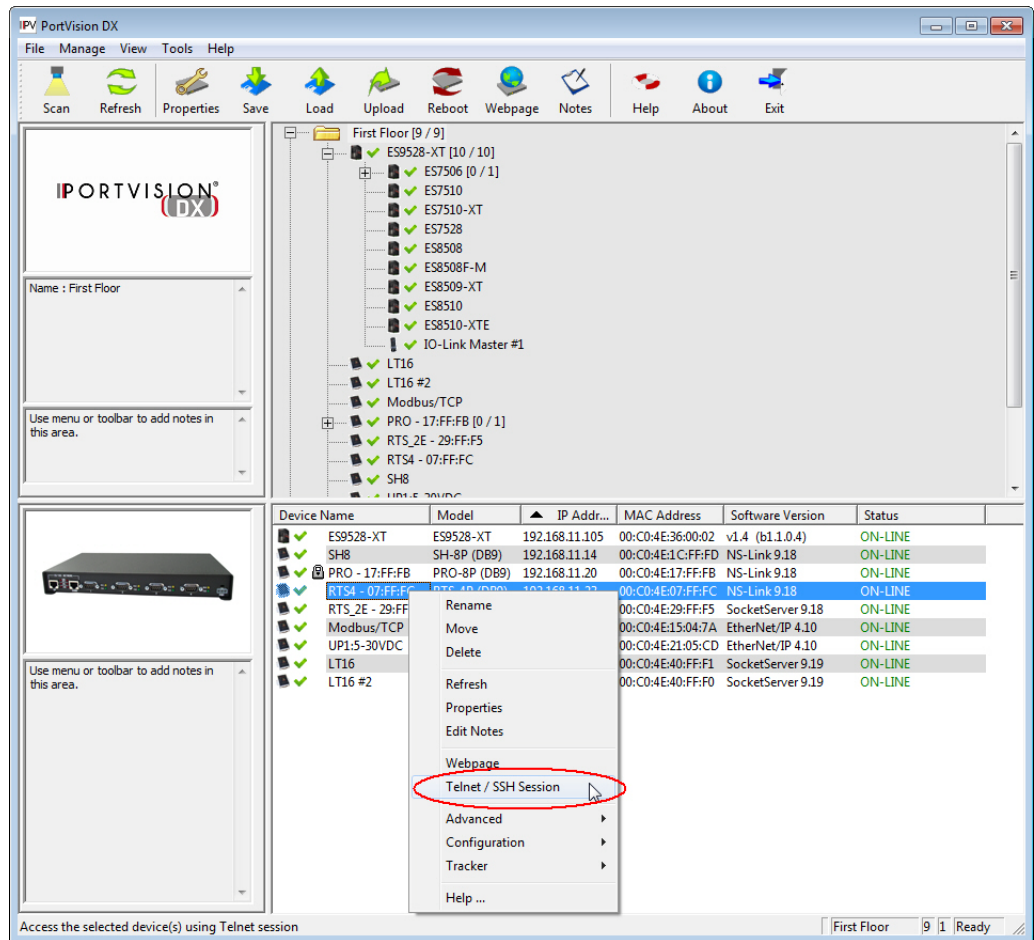 IPV PortVision DX
File Manage View Tools Help
Scan Refresh Properties Save Load Upload Reboot Webpage Notes Help About Exit
PORTVISION®
DX
Name : First Floor
Use menu or toolbar to add notes in
this area.
First Floor [9 / 9]
ES9528-XT [10 / 10]
ES7506 [0 / 1]
ES7510
ES7510-XT
ES7528
ES8508
ES8508F-M
ES8509-XT
ES8510
ES8510-XTE
IO-Link Master #1
LT16
LT16 #2
Modbus/TCP
PRO - 17:FF:FB [0 / 1]
RTS_2E - 29:FF:F5
RTS4 - 07:FF:FC
SH8
UP1:5-30VDC
Use menu or toolbar to add notes in
this area.
Device Name Model IP Addr... MAC Address Software Version Status
ES9528-XT ES9528-XT 192.168.11.105 00:C0:4E:36:00:02 v1.4 (b1.1.0.4) ON-LINE
SH8 SH-8P (DB9) 192.168.11.14 00:C0:4E:1C:FF:FD NS-Link 9.18 ON-LINE
PRO - 17:FF:FB PRO-8P (DB9) 192.168.11.20 00:C0:4E:17:FF:FB NS-Link 9.18 ON-LINE
RTS4 - 07:FF:FC 00:C0:4E:07:FF:FC NS-Link 9.18 ON-LINE
RTS_2E - 29:FF 00:C0:4E:29:FF:F5 SocketServer 9.18 ON-LINE
Modbus/TCP 00:C0:4E:15:04:7A EtherNet/IP 4.10 ON-LINE
UP1:5-30VDC 00:C0:4E:21:05:CD EtherNet/IP 4.10 ON-LINE
LT16 00:C0:4E:40:FF:F1 SocketServer 9.19 ON-LINE
LT16 #2 00:C0:4E:40:FF:F0 SocketServer 9.19 ON-LINE
Rename
Move
Delete
Refresh
Properties
Edit Notes
Webpage
Telnet / SSH Session
Advanced
Configuration
Tracker
Help ...
Access the selected device(s) using Telnet session First Floor 9 1 Ready